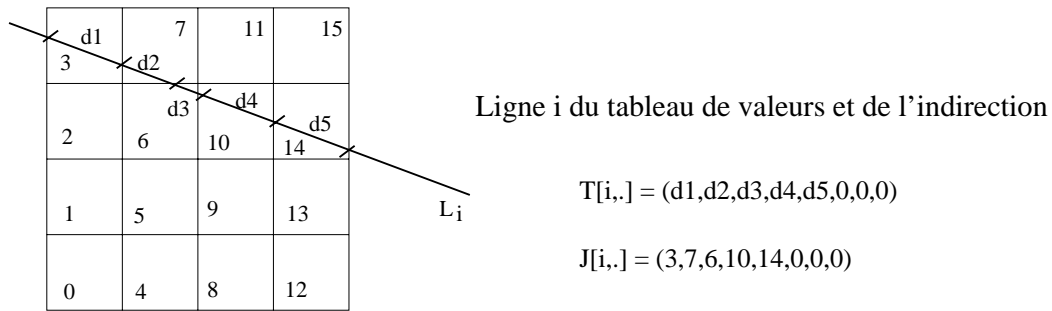 7 11 15
d1
3 d2
d3 d4
d5
2 6 10 14
1 5 9 13
0 4 8 12
L i
Ligne i du tableau de valeurs et de l'indirection
T[i,.] = (d1,d2,d3,d4,d5,0,0,0)
J[i,.] = (3,7,6,10,14,0,0,0)